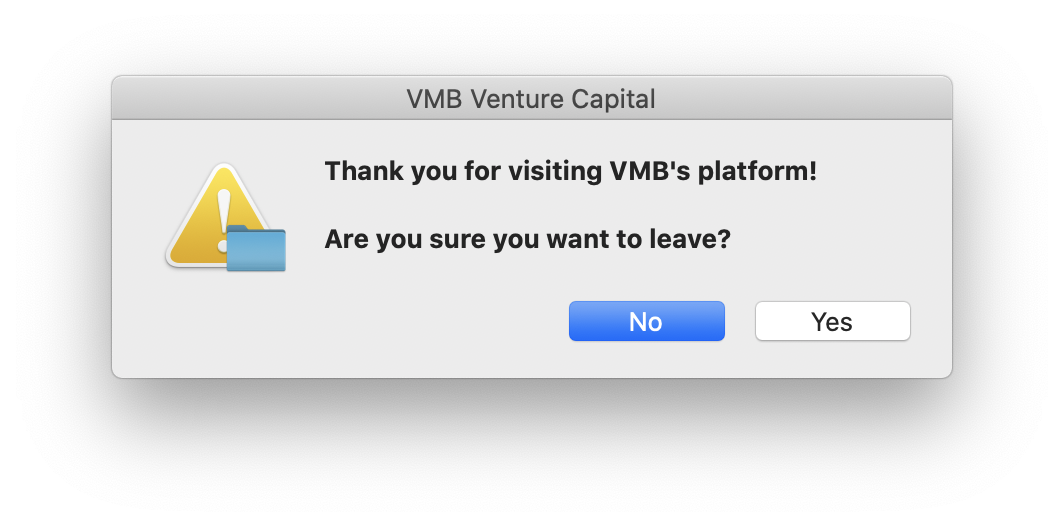 VMB Venture Capital
Thank you for visiting VMB's platform!
Are you sure you want to leave?
No
Yes